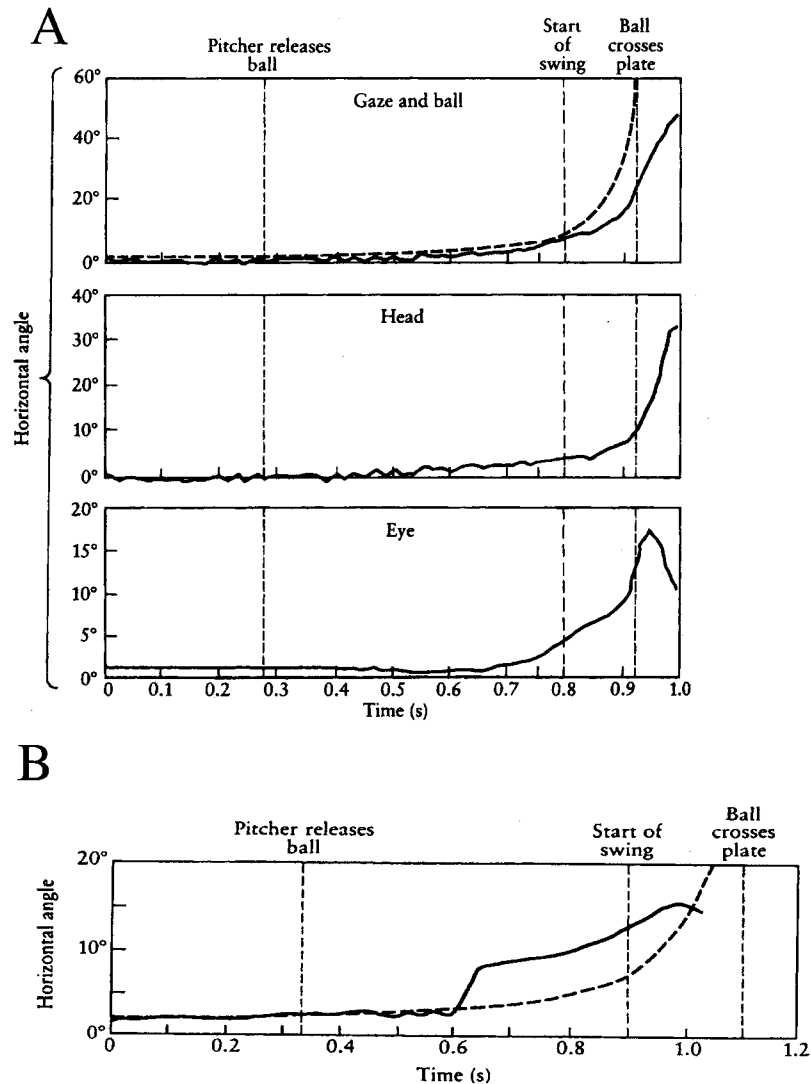 A
Pitcher releases
ball
Start
of
swing
Ball
crosses
plate
Horizontal angle
60°
40°
20°
0°
Gaze and ball
40°
30°
20°
10°
0°
Head
20°
15°
10°
5°
0°
Eye
0 0.1 0.2 0.3 0.4 0.5 0.6 0.7 0.8 0.9 1.0
Time (s)
B
Pitcher releases
ball
Start of
swing
Ball
crosses
plate
Horizontal angle
20°
10°
0°
0 0.2 0.4 0.6 0.8 1.0 1.2
Time (s)